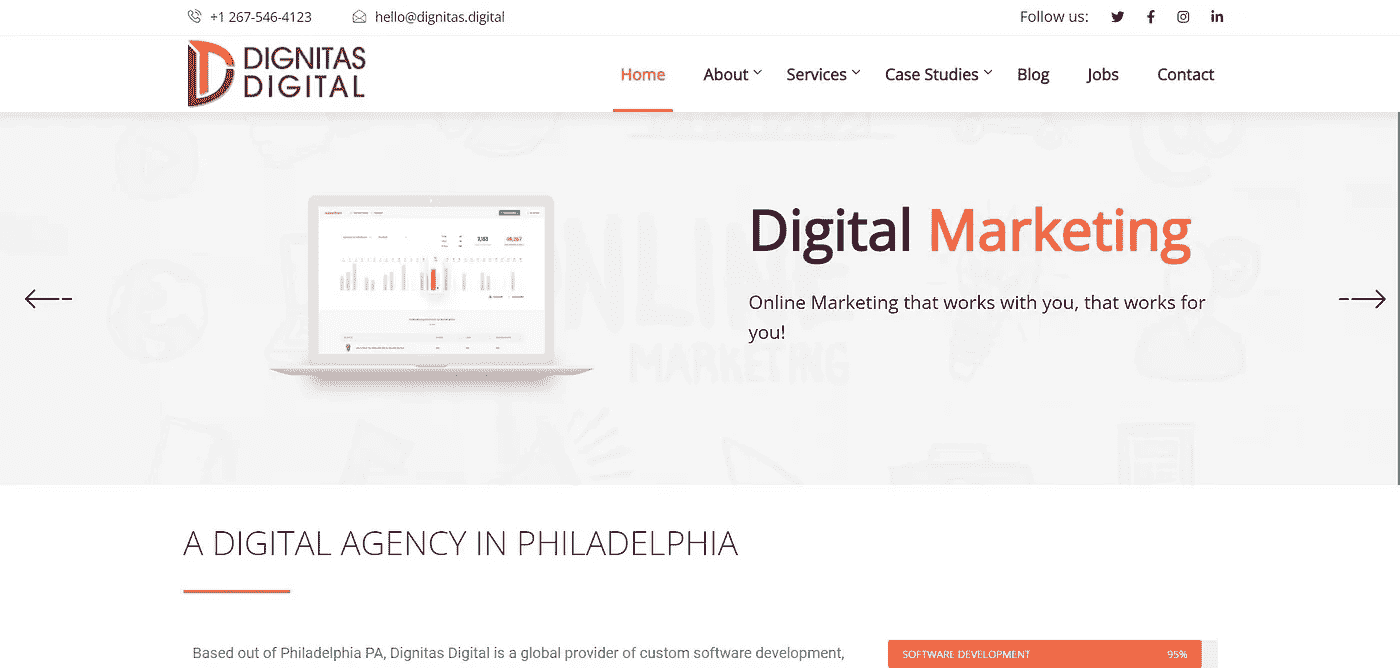 +1 267-546-4123
hello@dignitas.digital
Follow us:
DIGNITAS
DIGITAL
Home
About
Services
Case Studies
Blog
Jobs
Contact
Digital Marketing
Online Marketing that works with you, that works for
you!
ONLINE
MARKETING
A DIGITAL AGENCY IN PHILADELPHIA
Based out of Philadelphia PA, Dignitas Digital is a global provider of custom software development,
SOFTWARE DEVELOPMENT 95%